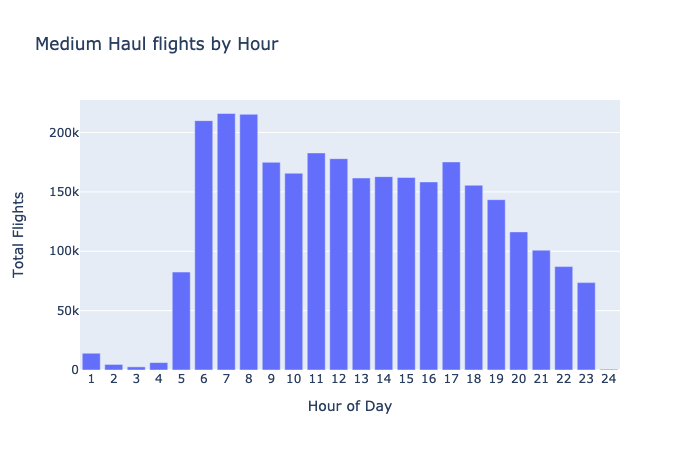 Medium Haul flights by Hour
Total Flights
200k
150k
100k
50k
0
1 2 3 4 5 6 7 8 9 10 11 12 13 14 15 16 17 18 19 20 21 22 23 24
Hour of Day